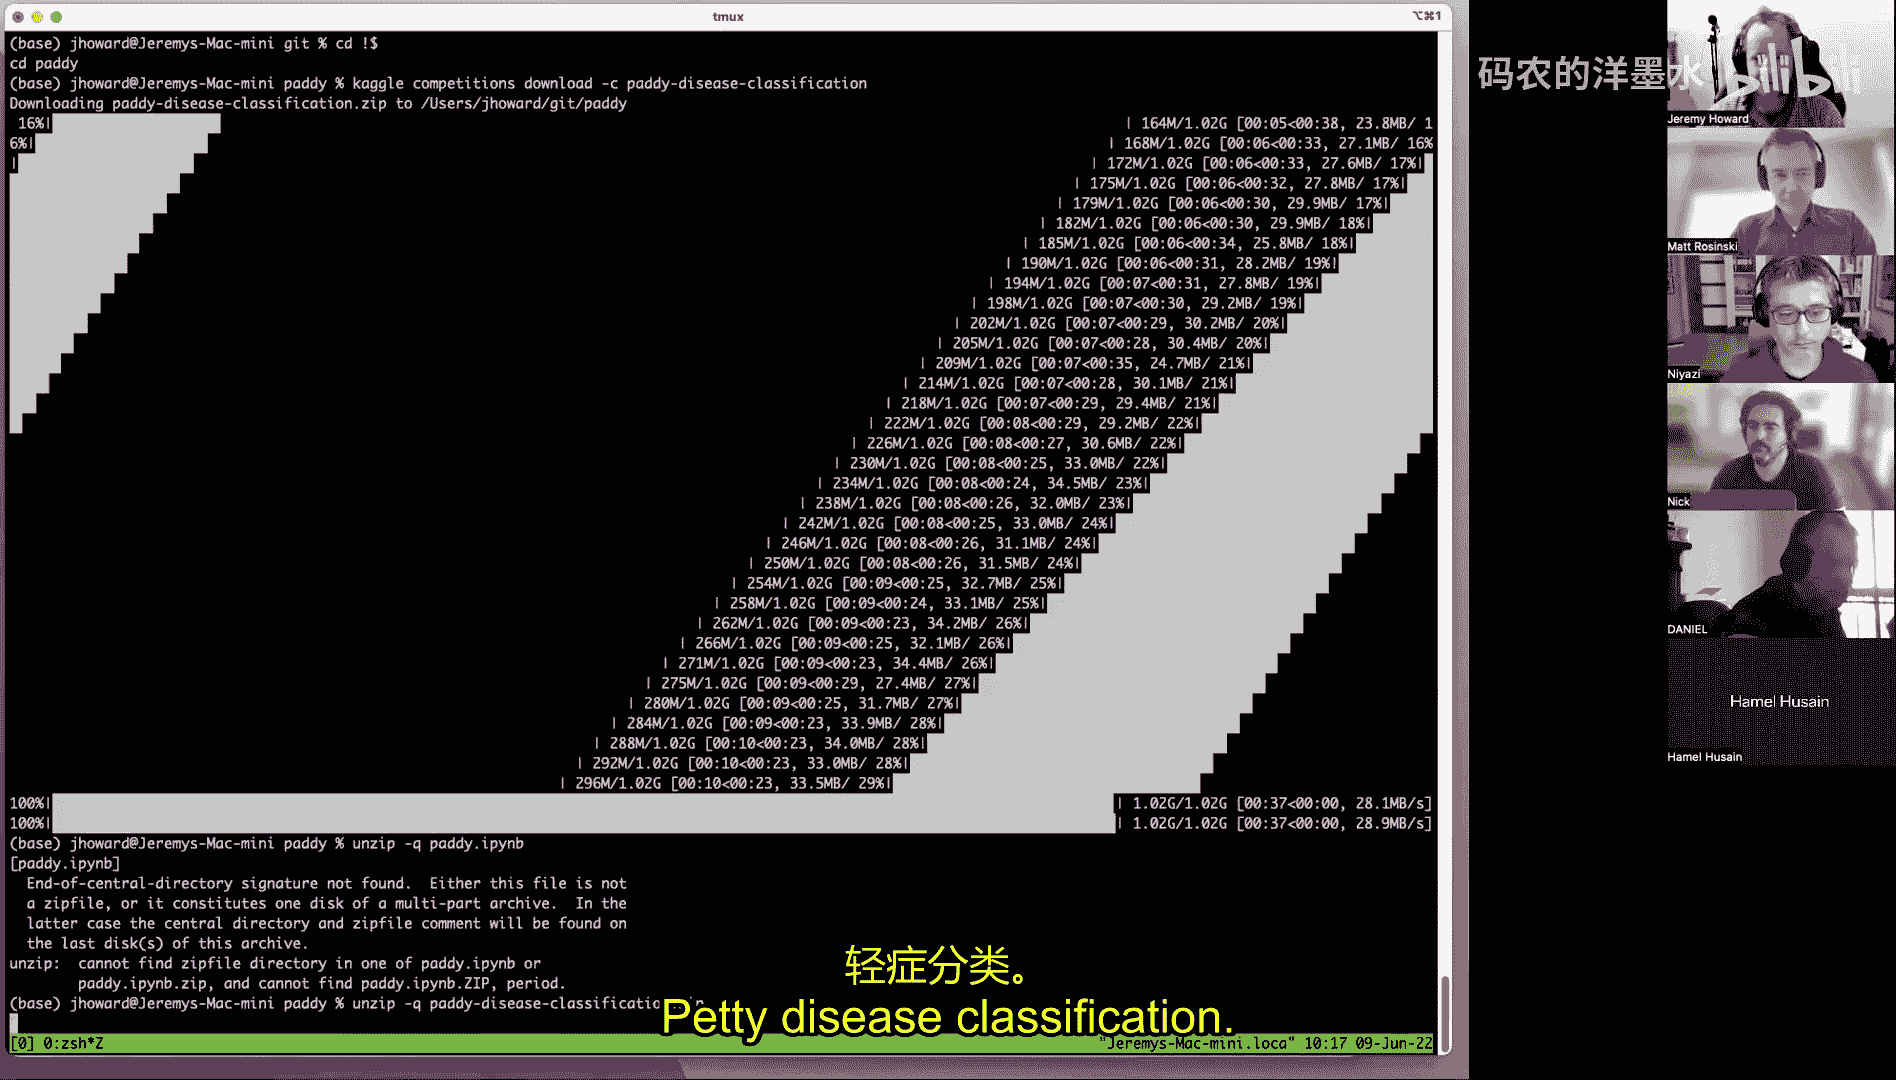 tmux
⌥⌘1
(base) jhoward@Jeremys-Mac-mini git % cd !$
cd paddy
(base) jhoward@Jeremys-Mac-mini paddy % kaggle competitions download -c paddy-disease-classification
Downloading paddy-disease-classification.zip to /Users/jhoward/git/paddy
16%| | 164M/1.02G [00:05<00:38, 23.8MB/ 1
6%| | 168M/1.02G [00:06<00:33, 27.1MB/ 16%
| | 172M/1.02G [00:06<00:33, 27.6MB/ 17%|
| 175M/1.02G [00:06<00:32, 27.8MB/ 17%|
| 179M/1.02G [00:06<00:30, 29.9MB/ 17%|
| 182M/1.02G [00:06<00:30, 29.9MB/ 18%|
| 185M/1.02G [00:06<00:34, 25.8MB/ 18%|
| 190M/1.02G [00:06<00:31, 28.2MB/ 19%|
| 194M/1.02G [00:07<00:31, 27.8MB/ 19%|
| 198M/1.02G [00:07<00:30, 29.2MB/ 19%|
| 202M/1.02G [00:07<00:29, 30.2MB/ 20%|
| 205M/1.02G [00:07<00:28, 30.4MB/ 20%|
| 209M/1.02G [00:07<00:35, 24.7MB/ 21%|
| 214M/1.02G [00:07<00:28, 30.1MB/ 21%|
| 218M/1.02G [00:07<00:29, 29.4MB/ 21%|
| 222M/1.02G [00:08<00:29, 29.2MB/ 22%|
| 226M/1.02G [00:08<00:27, 30.6MB/ 22%|
| 230M/1.02G [00:08<00:25, 33.0MB/ 22%|
| 234M/1.02G [00:08<00:24, 34.5MB/ 23%|
| 238M/1.02G [00:08<00:26, 32.0MB/ 23%|
| 242M/1.02G [00:08<00:25, 33.0MB/ 24%|
| 246M/1.02G [00:08<00:26, 31.1MB/ 24%|
| 250M/1.02G [00:08<00:26, 31.5MB/ 24%|
| 254M/1.02G [00:09<00:25, 32.7MB/ 25%|
| 258M/1.02G [00:09<00:24, 33.1MB/ 25%|
| 262M/1.02G [00:09<00:23, 34.2MB/ 26%|
| 266M/1.02G [00:09<00:25, 32.1MB/ 26%|
| 271M/1.02G [00:09<00:23, 34.4MB/ 26%|
| 275M/1.02G [00:09<00:29, 27.4MB/ 27%|
| 280M/1.02G [00:09<00:25, 31.7MB/ 27%|
| 284M/1.02G [00:09<00:23, 33.9MB/ 28%|
| 288M/1.02G [00:10<00:23, 34.0MB/ 28%|
| 292M/1.02G [00:10<00:23, 33.0MB/ 28%|
| 296M/1.02G [00:10<00:23, 33.5MB/ 29%|
100%| | 1.02G/1.02G [00:37<00:00, 28.1MB/s]
100%| | 1.02G/1.02G [00:37<00:00, 28.9MB/s]
(base) jhoward@Jeremys-Mac-mini paddy % unzip -q paddy.ipynb
[paddy.ipynb]
End-of-central-directory signature not found. Either this file is not
a zipfile, or it constitutes one disk of a multi-part archive. In the
latter case the central directory and zipfile comment will be found on
the last disk(s) of this archive.
unzip: cannot find zipfile directory in one of paddy.ipynb or
paddy.ipynb.zip, and cannot find paddy.ipynb.ZIP, period.
(base) jhoward@Jeremys-Mac-mini paddy % unzip -q paddy-disease-classificatio
[0] 0:zsh*Z "Jeremys-Mac-mini.loca" 10:17 09-Jun-22
轻症分类。
Petty disease classification.
码农的洋墨水
bilibili
Jeremy Howard
Matt Rosinski
Niyazi
Nick
DANIEL
Hamel Husain
Hamel Husain